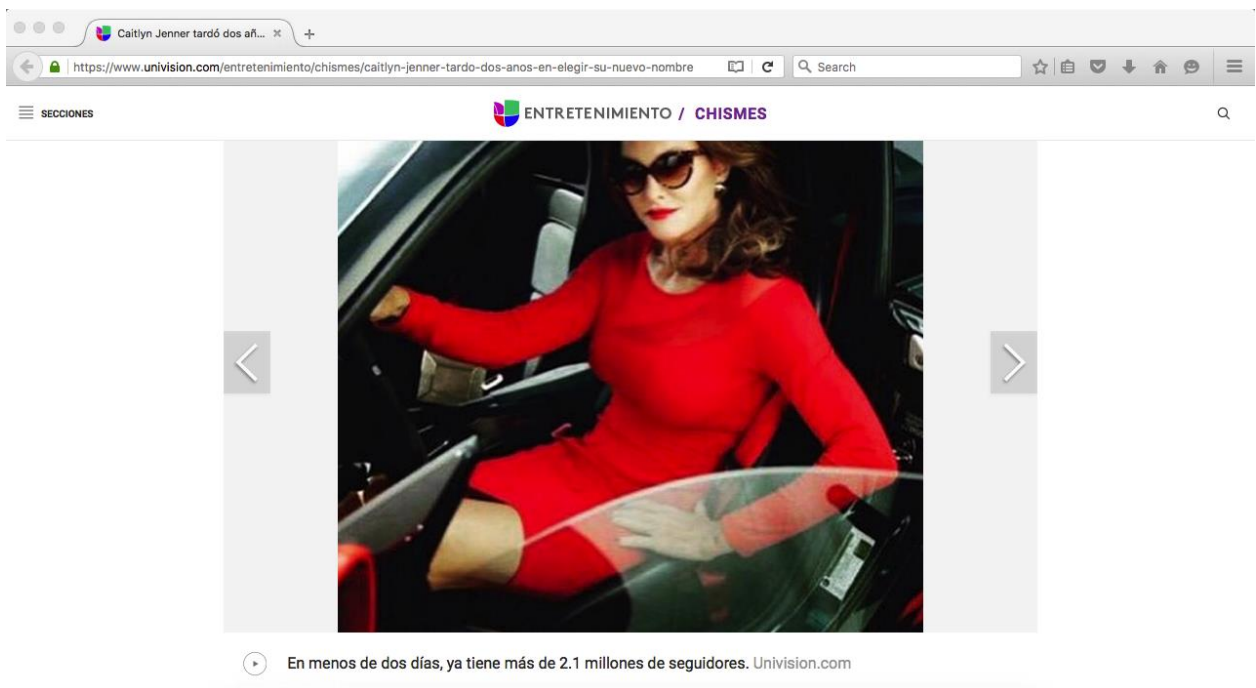 Caitlyn Jenner tardó dos añ...
https://www.univision.com/entretenimiento/chismes/caitlyn-jenner-tardo-dos-anos-en-elegir-su-nuevo-nombre
Search
SECCIONES
ENTRETENIMIENTO / CHISMES
En menos de dos días, ya tiene más de 2.1 millones de seguidores. Univision.com